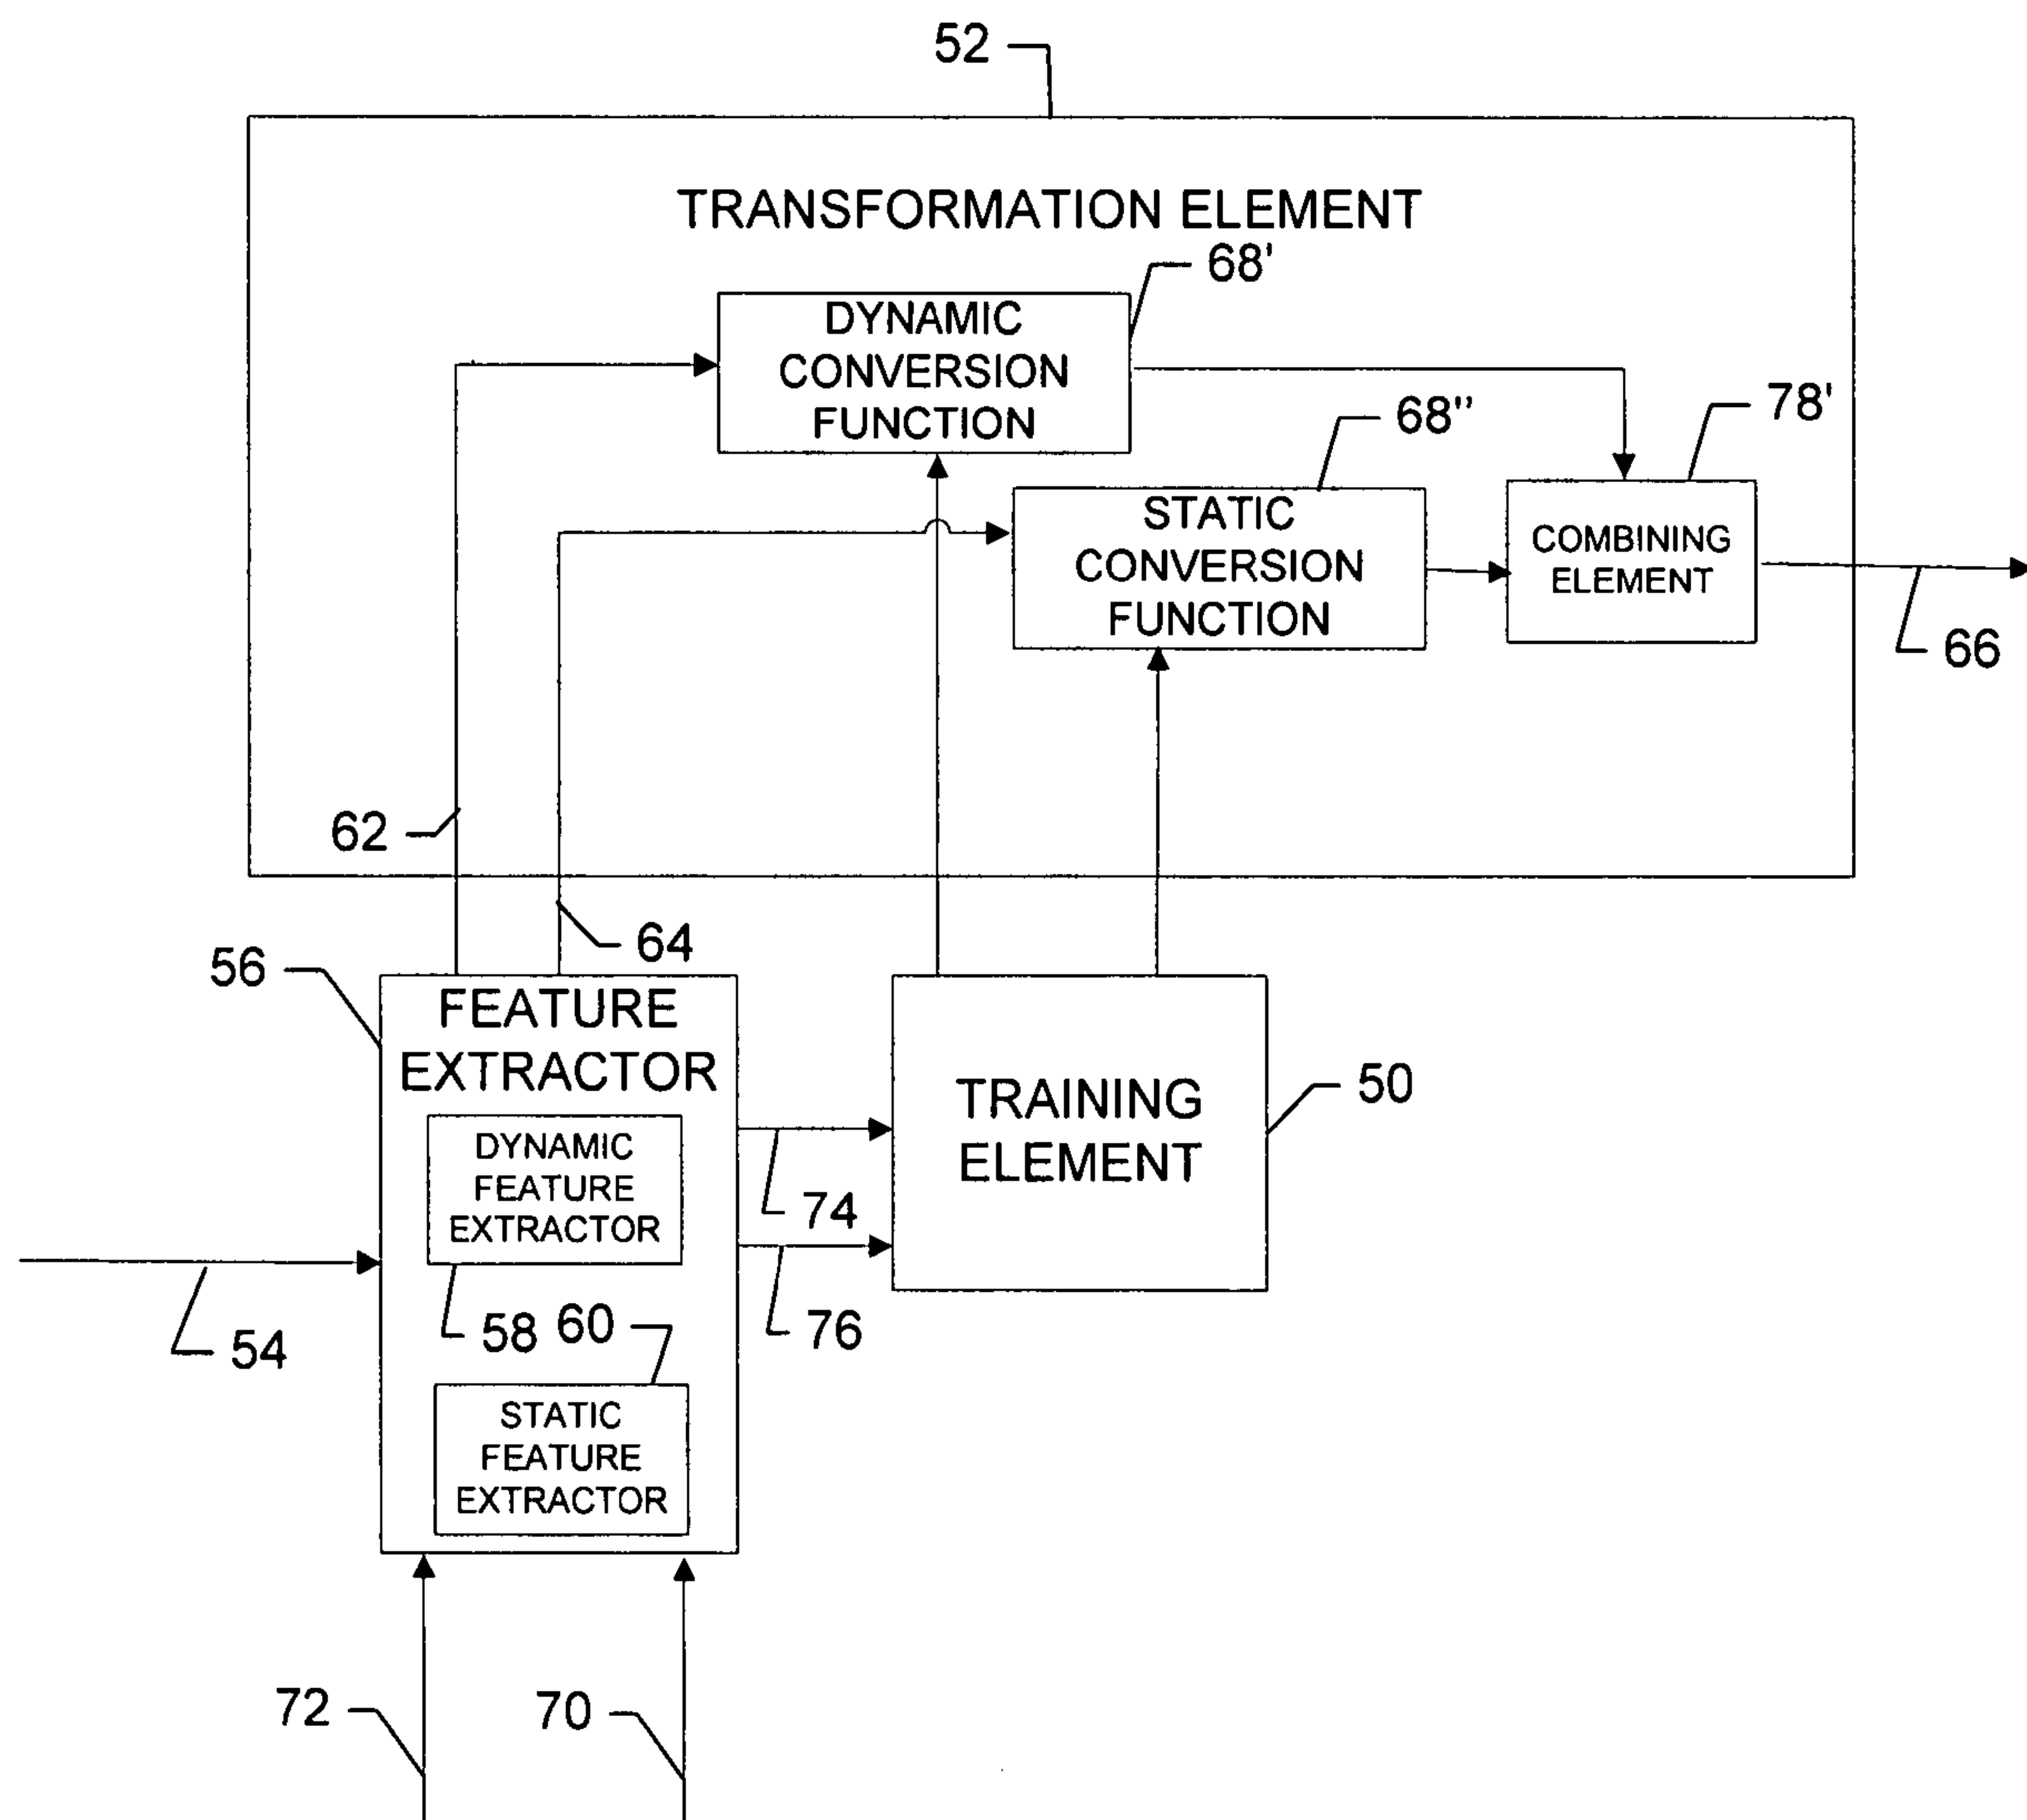 52
TRANSFORMATION ELEMENT
68'
DYNAMIC
CONVERSION
FUNCTION
68''
78'
STATIC
CONVERSION
FUNCTION
COMBINING
ELEMENT
66
62
64
56
FEATURE
EXTRACTOR
TRAINING
ELEMENT
50
DYNAMIC
FEATURE
EXTRACTOR
74
54
58
60
76
STATIC
FEATURE
EXTRACTOR
72
70